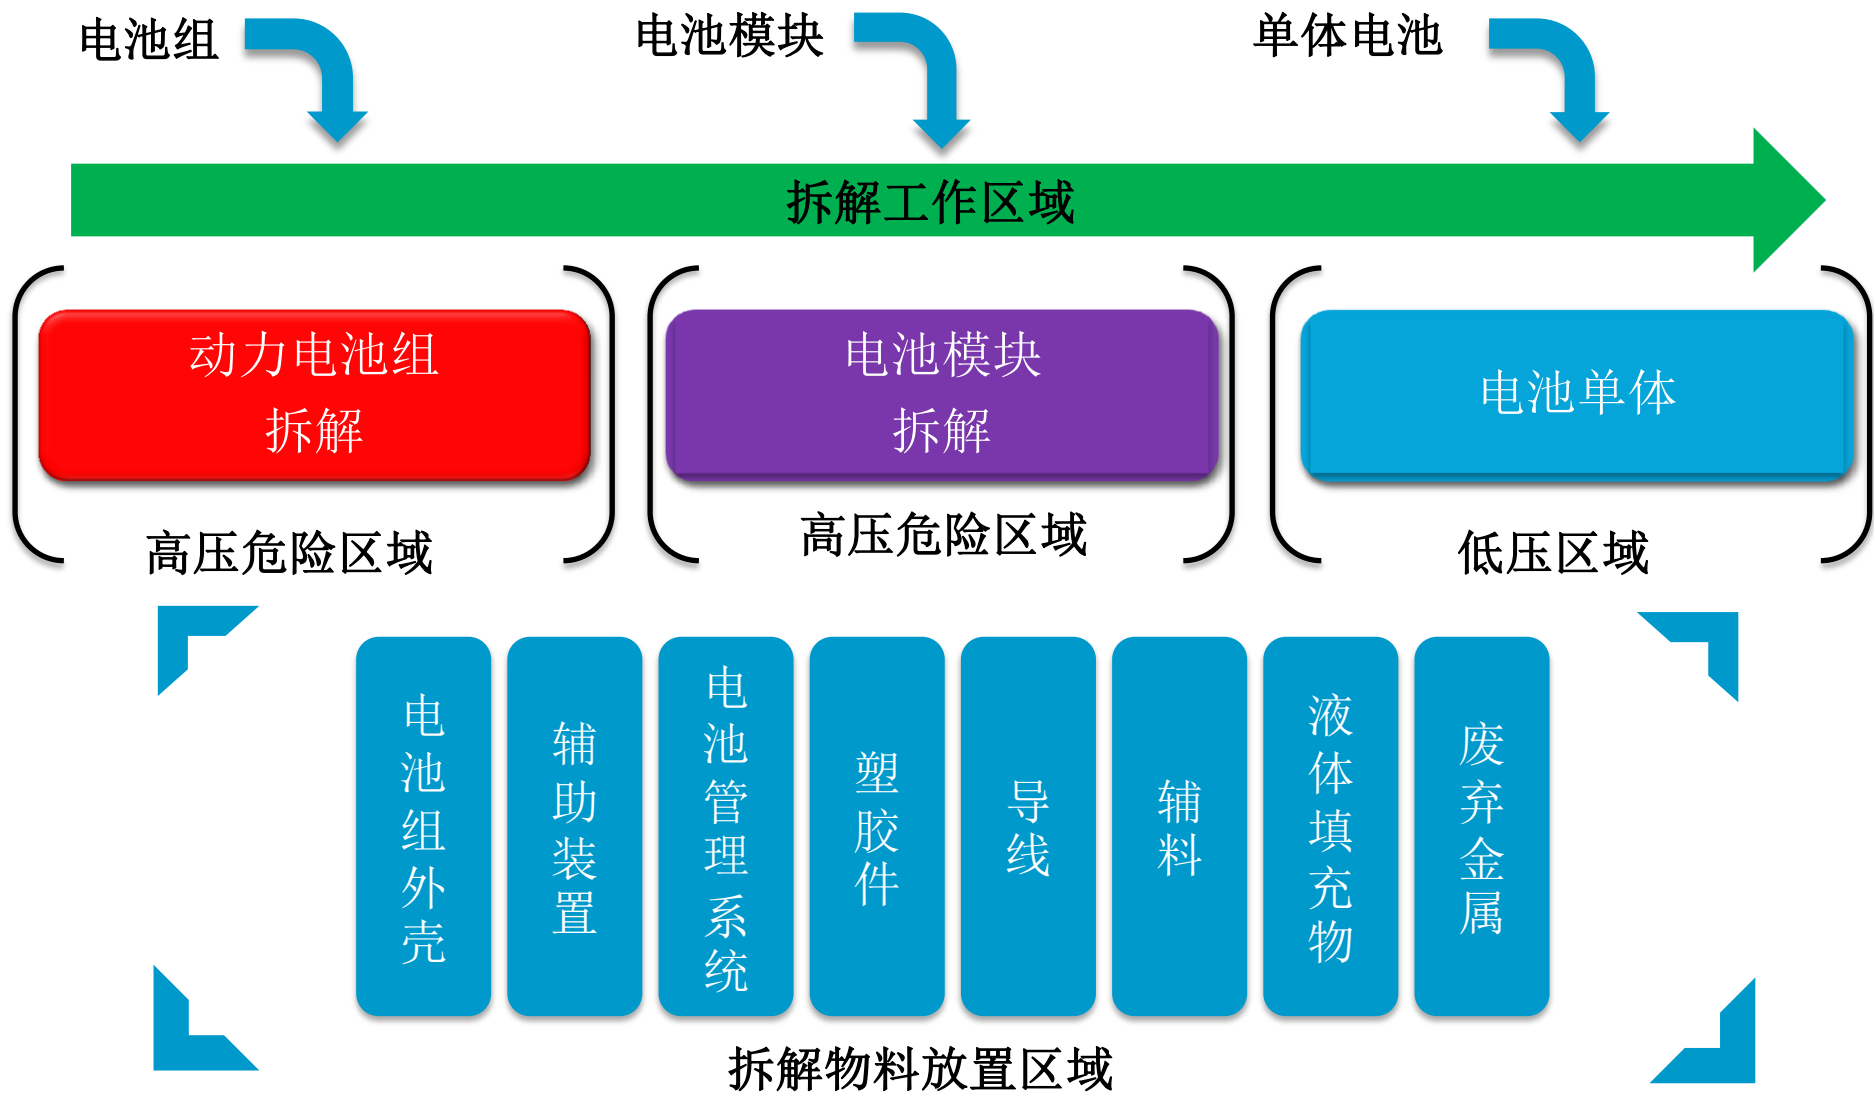 电池组
电池模块
单体电池
拆解工作区域
动力电池组
拆解
电池模块
拆解
电池单体
高压危险区域
高压危险区域
低压区域
电池组外壳
辅助装置
电池管理系统
塑胶件
导线
辅料
液体填充物
废弃金属
拆解物料放置区域